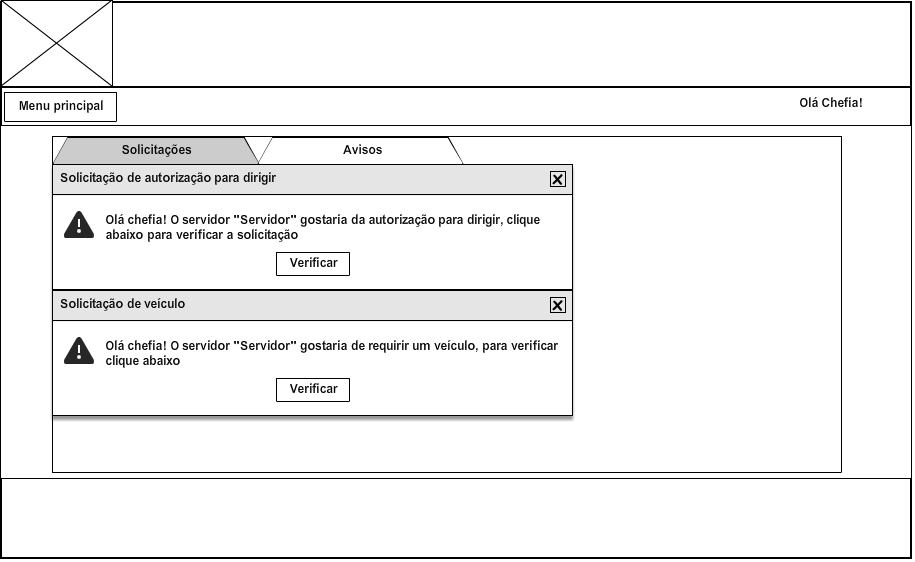 Menu principal
Olá Chefia!
Solicitações
Avisos
Solicitação de autorização para dirigir
Olá chefia! O servidor "Servidor" gostaria da autorização para dirigir, clique
abaixo para verificar a solicitação
Verificar
Solicitação de veículo
Olá chefia! O servidor "Servidor" gostaria de requirir um veículo, para verificar
clique abaixo
Verificar